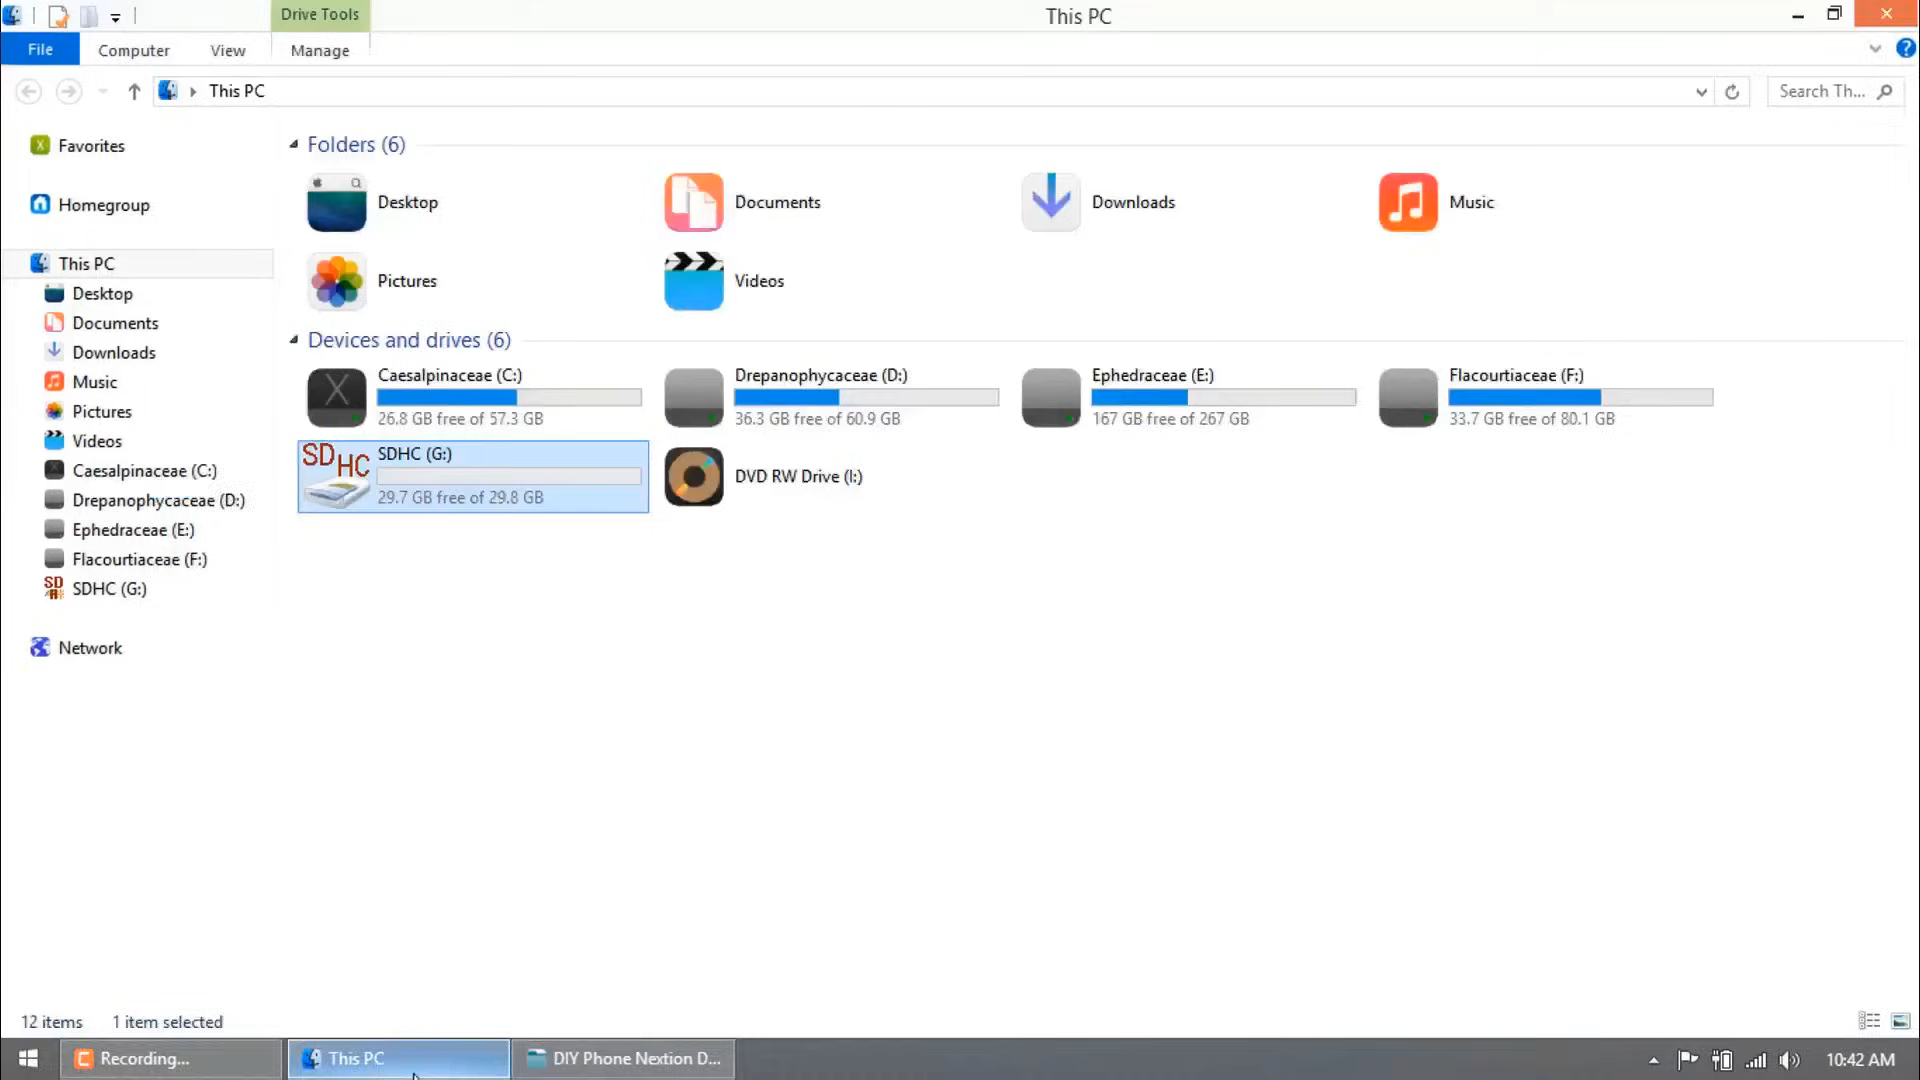 Drive Tools
This PC
File
Computer
View
Manage
This PC
Search Th...
Favorites
Homegroup
This PC
Desktop
Documents
Downloads
Music
Pictures
Videos
Caesalpinaceae (C:)
Drepanophycaceae (D:)
Ephedraceae (E:)
Flacourtiaceae (F:)
SDHC (G:)
Network
Folders (6)
Desktop
Documents
Downloads
Music
Pictures
Videos
Devices and drives (6)
Caesalpinaceae (C:)
26.8 GB free of 57.3 GB
Drepanophycaceae (D:)
36.3 GB free of 60.9 GB
Ephedraceae (E:)
167 GB free of 267 GB
Flacourtiaceae (F:)
33.7 GB free of 80.1 GB
SD HC
SDHC (G:)
29.7 GB free of 29.8 GB
DVD RW Drive (I:)
12 items
1 item selected
Recording...
This PC
DIY Phone Nextion D...
10:42 AM